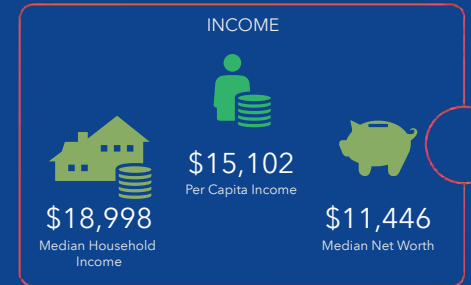 INCOME
$15,102
Per Capita Income
$18,998
Median Household
Income
$11,446
Median Net Worth